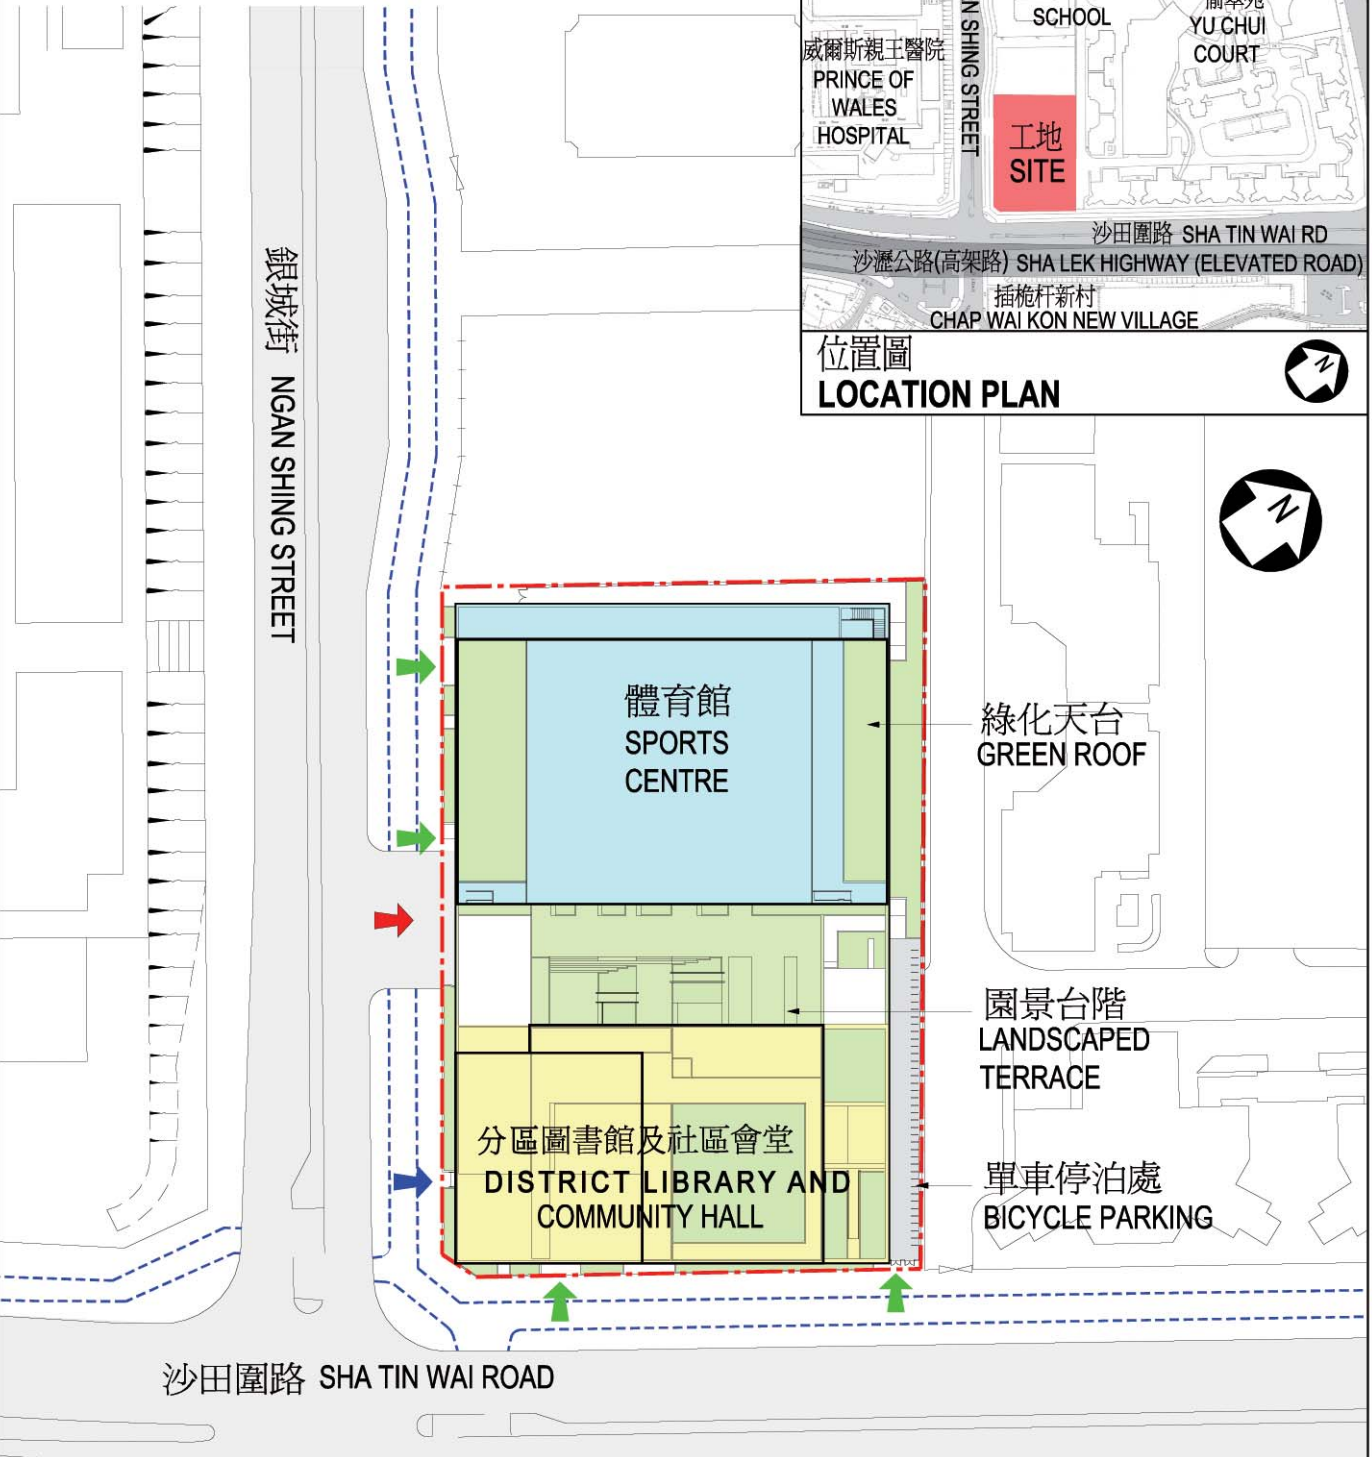 N SHING STREET
SCHOOL
愉翠苑
YU CHUI
COURT
威爾斯親王醫院
PRINCE OF
WALES
HOSPITAL
工地
SITE
沙田圍路 SHA TIN WAI RD
沙瀝公路(高架路) SHA LEK HIGHWAY (ELEVATED ROAD)
插桅杆新村
CHAP WAI KON NEW VILLAGE
位置圖
LOCATION PLAN
N
N
銀城街 NGAN SHING STREET
體育館
SPORTS
CENTRE
綠化天台
GREEN ROOF
園景台階
LANDSCAPED
TERRACE
分區圖書館及社區會堂
DISTRICT LIBRARY AND
COMMUNITY HALL
單車停泊處
BICYCLE PARKING
沙田圍路 SHA TIN WAI ROAD